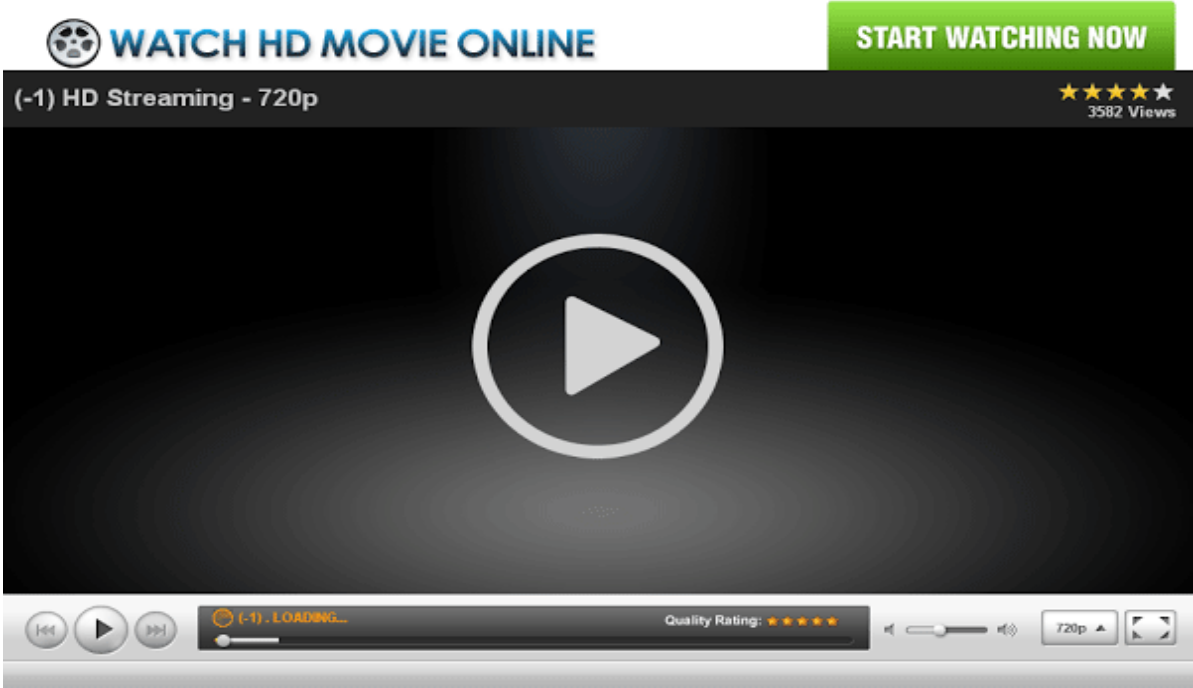 WATCH HD MOVIE ONLINE
START WATCHING NOW
(-1) HD Streaming - 720p
3582 Views
(-1) . LOADING...
Quality Rating:
720p